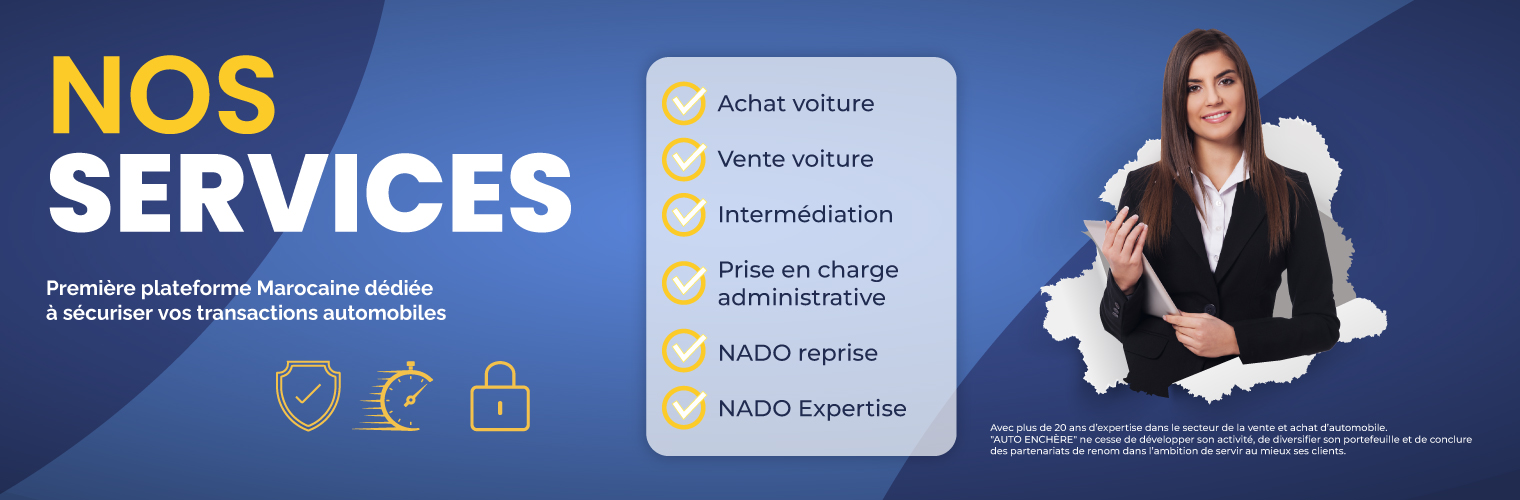 NOS
SERVICES
Première plateforme Marocaine dédiée
à sécuriser vos transactions automobiles
Achat voiture
Vente voiture
Intermédiation
Prise en charge
administrative
NADO reprise
NADO Expertise
Avec plus de 20 ans d'expertise dans le secteur de la vente et achat d'automobile.
"AUTO ENCHÈRE" ne cesse de développer son activité, de diversifier son portefeuille et de conclure
des partenariats de renom dans l'ambition de servir au mieux ses clients.